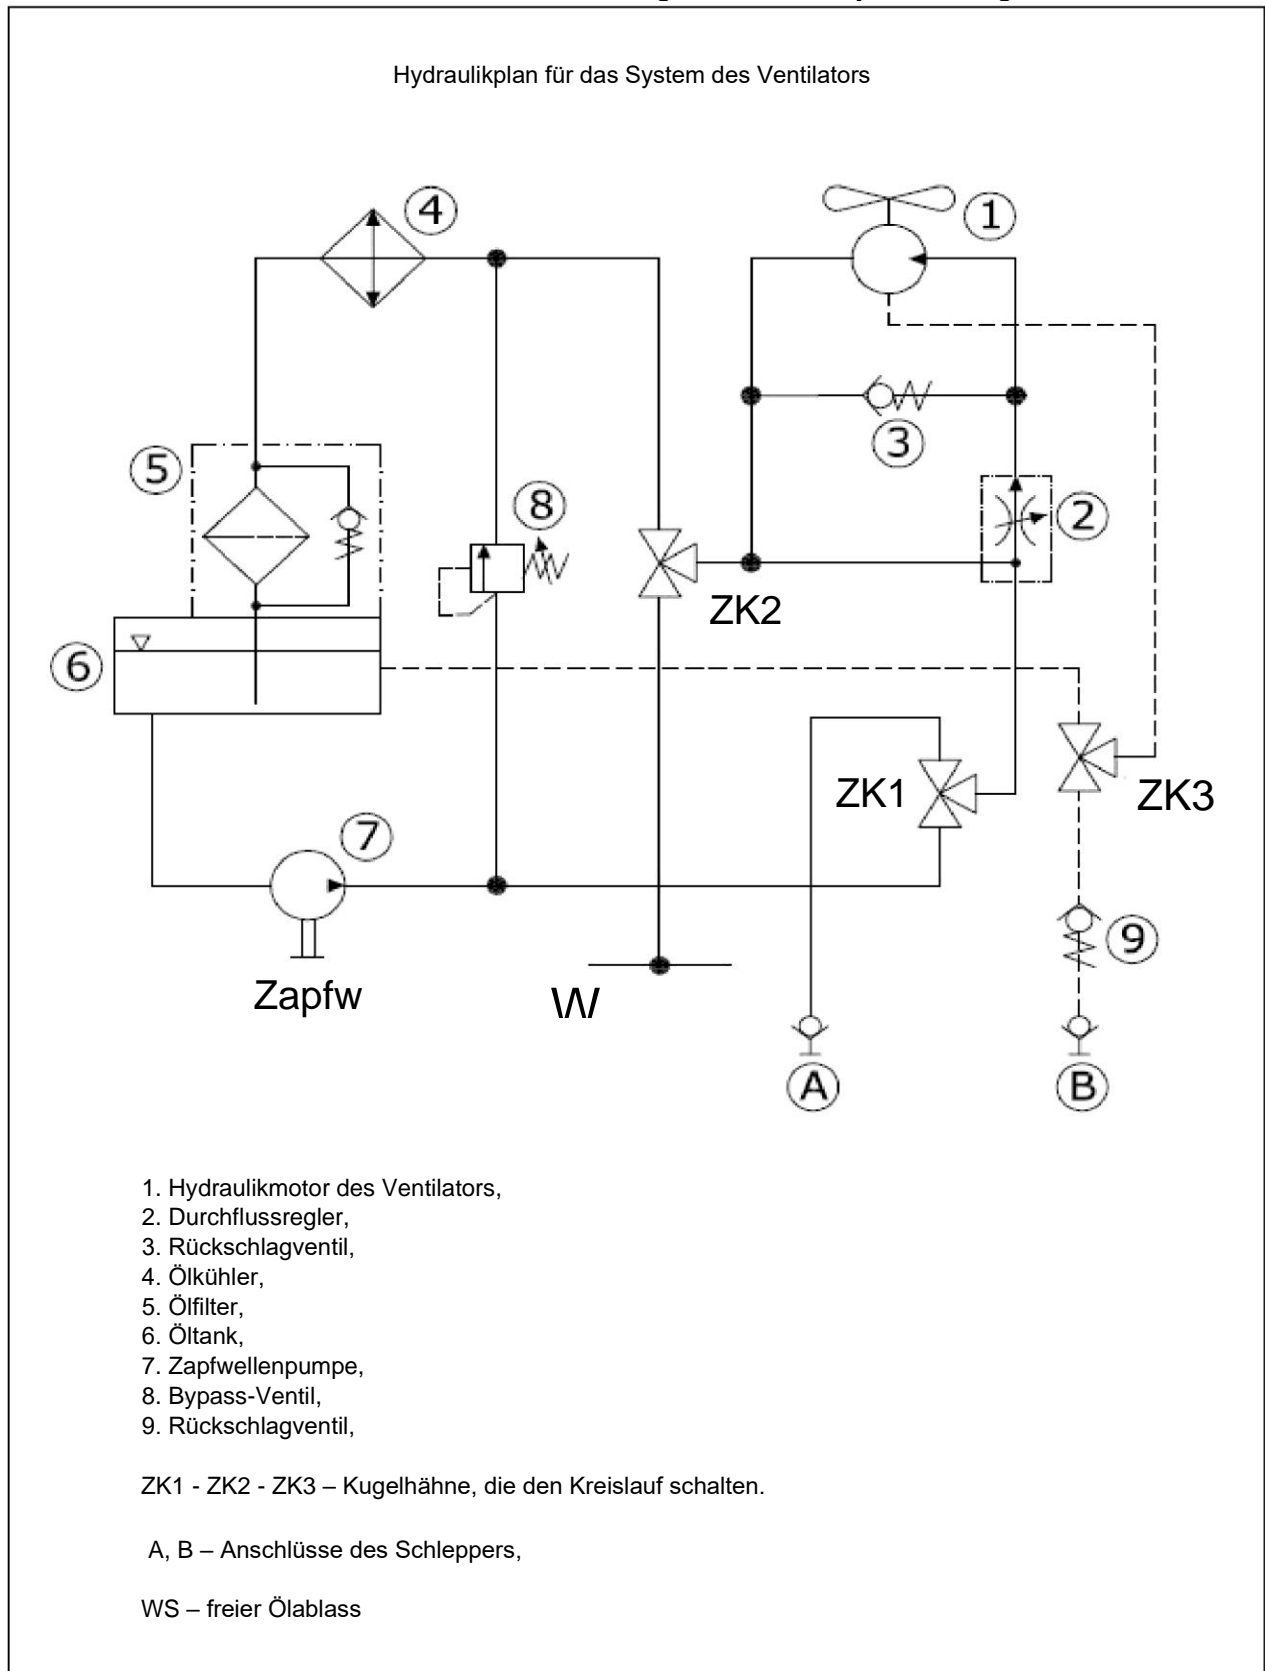 Hydraulikplan für das System des Ventilators
4
1
5
3
8
2
ZK2
6
ZK1
ZK3
7
9
Zapfw
W
A
B
1. Hydraulikmotor des Ventilators,
2. Durchflussregler,
3. Rückschlagventil,
4. Ölkühler,
5. Ölfilter,
6. Öltank,
7. Zapfwellenpumpe,
8. Bypass-Ventil,
9. Rückschlagventil,
ZK1 - ZK2 - ZK3 – Kugelhähne, die den Kreislauf schalten.
A, B – Anschlüsse des Schleppers,
WS – freier Ölablass